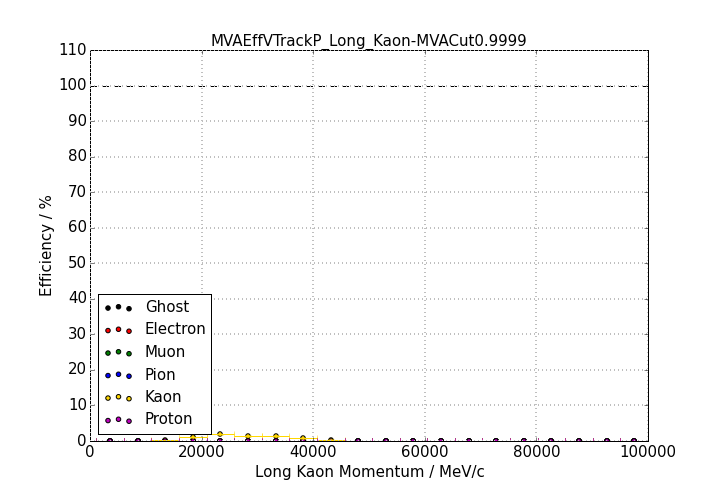 MVAEffVTrackP_Long_Kaon-MVACut0.9999
110
100
90
80
70
60
50
40
30
20
10
0
Efficiency / %
Ghost
Electron
Muon
Pion
Kaon
Proton
0 20000 40000 60000 80000 100000
Long Kaon Momentum / MeV/c